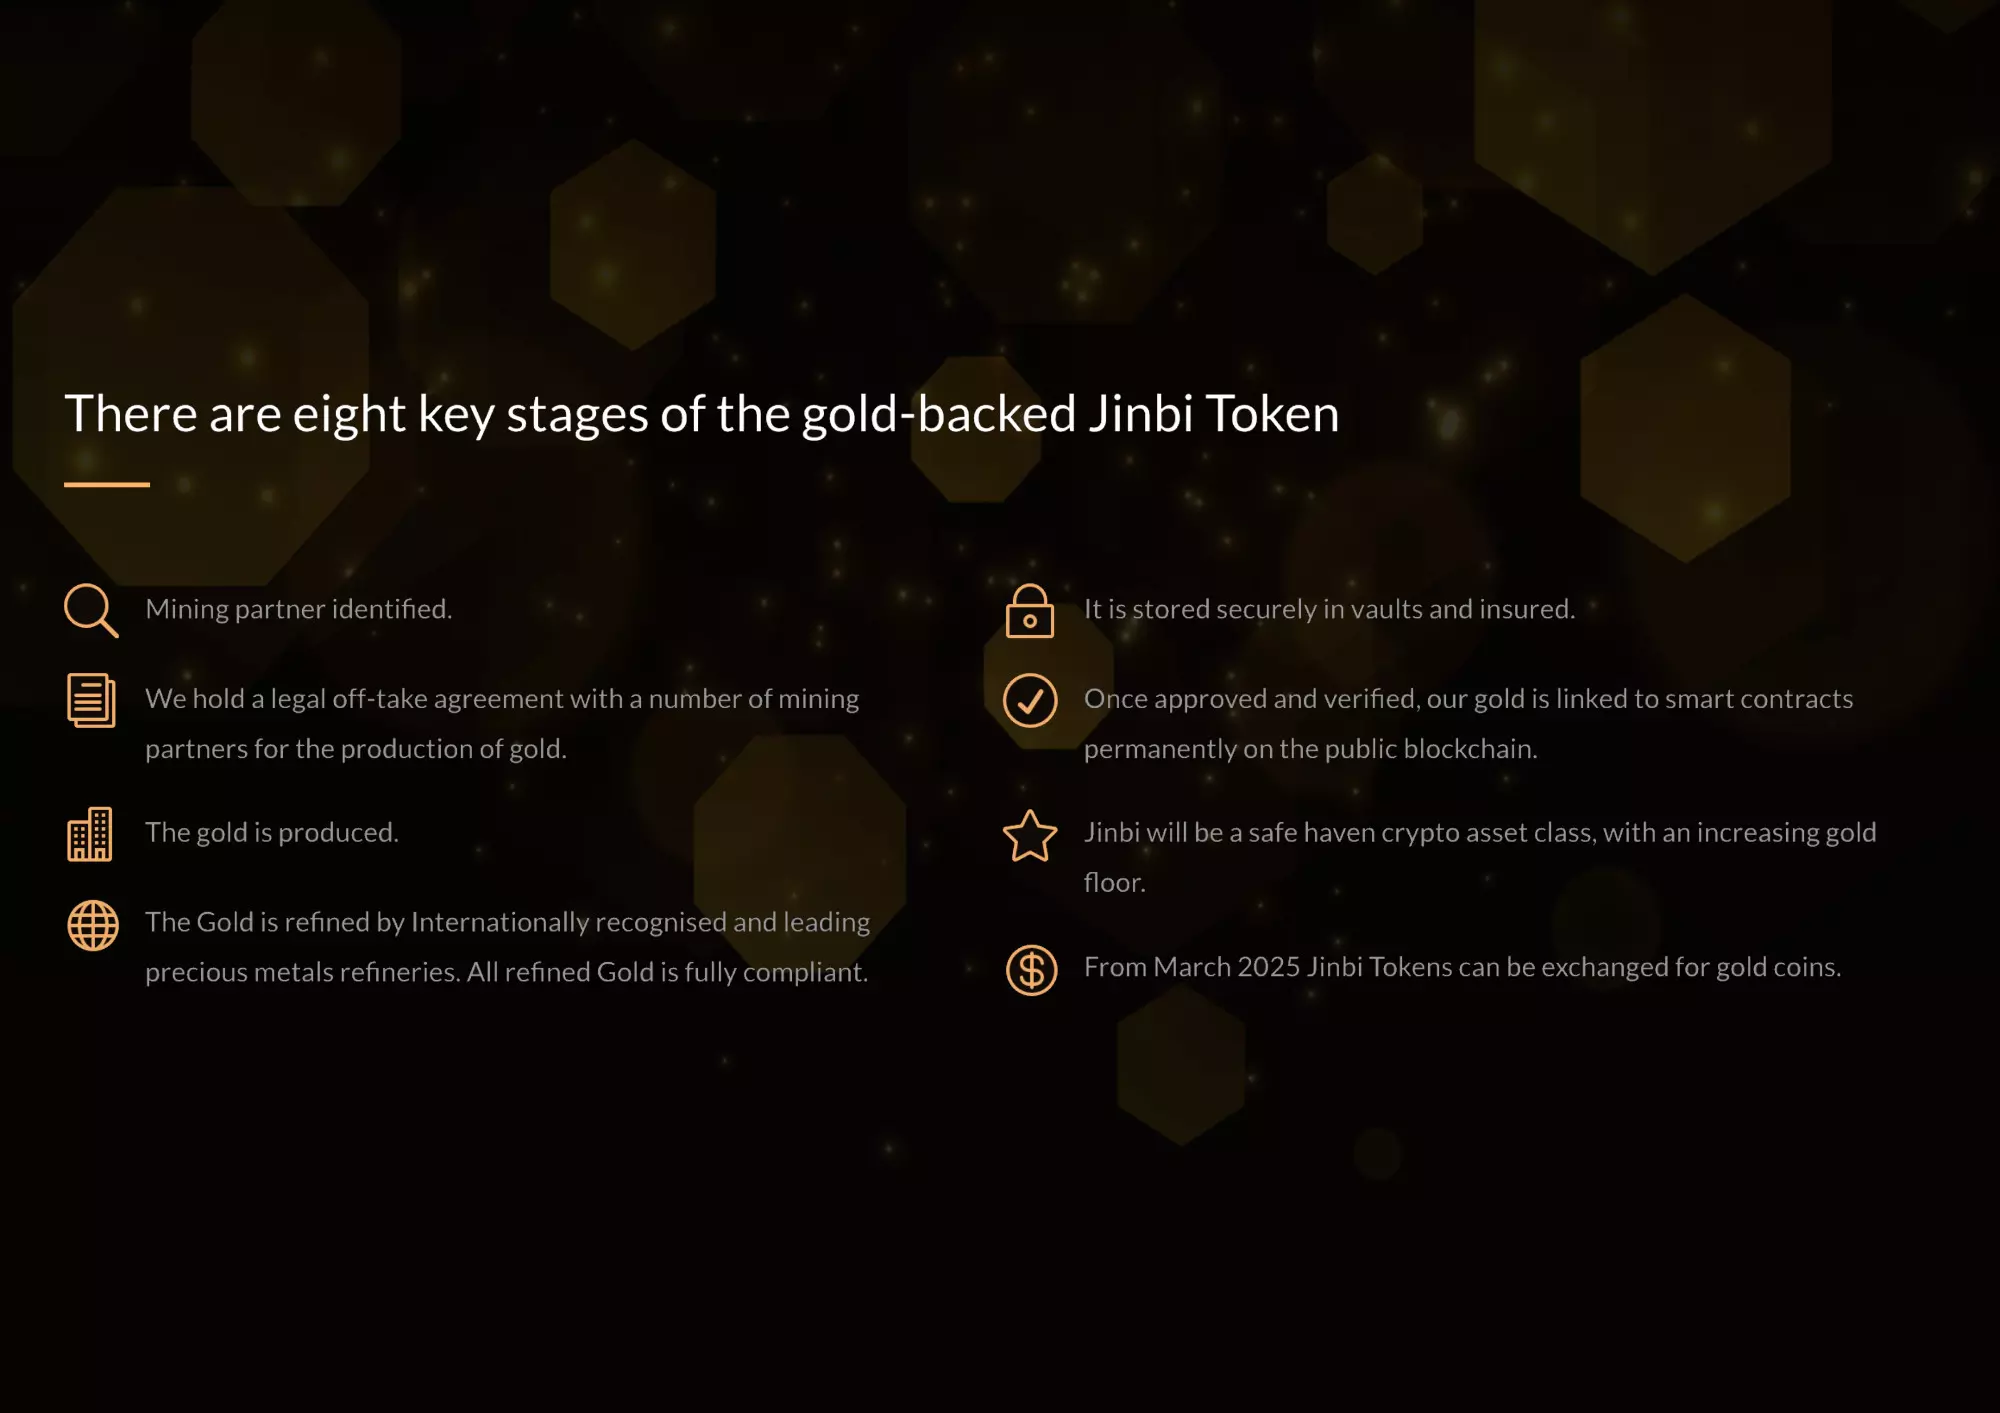 There are eight key stages of the gold-backed Jinbi Token
Mining partner identified.
We hold a legal off-take agreement with a number of mining
partners for the production of gold.
The gold is produced.
The Gold is refined by Internationally recognised and leading
precious metals refineries. All refined Gold is fully compliant.
It is stored securely in vaults and insured.
Once approved and verified, our gold is linked to smart contracts
permanently on the public blockchain.
Jinbi will be a safe haven crypto asset class, with an increasing gold
floor.
From March 2025 Jinbi Tokens can be exchanged for gold coins.